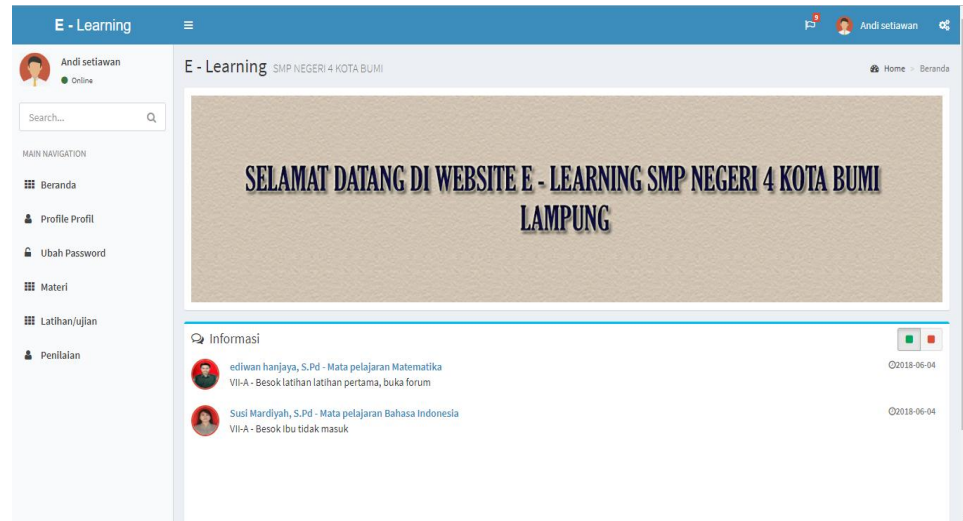 E - Learning
9
Andi setiawan
Andi setiawan
Online
Search...
MAIN NAVIGATION
Beranda
Profile Profil
Ubah Password
Materi
Latihan/ujian
Penilaian
E - Learning SMP NEGERI 4 KOTA BUMI
Home > Beranda
SELAMAT DATANG DI WEBSITE E - LEARNING SMP NEGERI 4 KOTA BUMI
LAMPUNG
Informasi
ediwan hanjaya, S.Pd - Mata pelajaran Matematika
2018-06-04
VII-A - Besok latihan latihan pertama, buka forum
Susi Mardiyah, S.Pd - Mata pelajaran Bahasa Indonesia
2018-06-04
VII-A - Besok Ibu tidak masuk